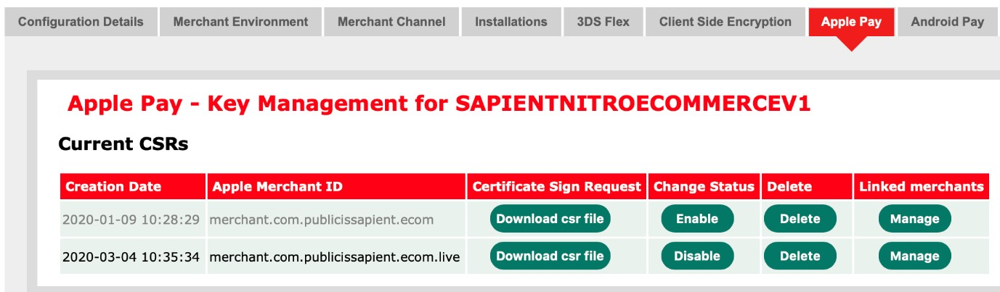 Configuration Details Merchant Environment Merchant Channel Installations 3DS Flex Client Side Encryption Apple Pay Android Pay
Apple Pay - Key Management for SAPIENTNITROECOMMERCEV1
Current CSRs
Creation Date Apple Merchant ID Certificate Sign Request Change Status Delete Linked merchants
2020-01-09 10:28:29 merchant.com.publicissapient.ecom Download csr file Enable Delete Manage
2020-03-04 10:35:34 merchant.com.publicissapient.ecom.live Download csr file Disable Delete Manage